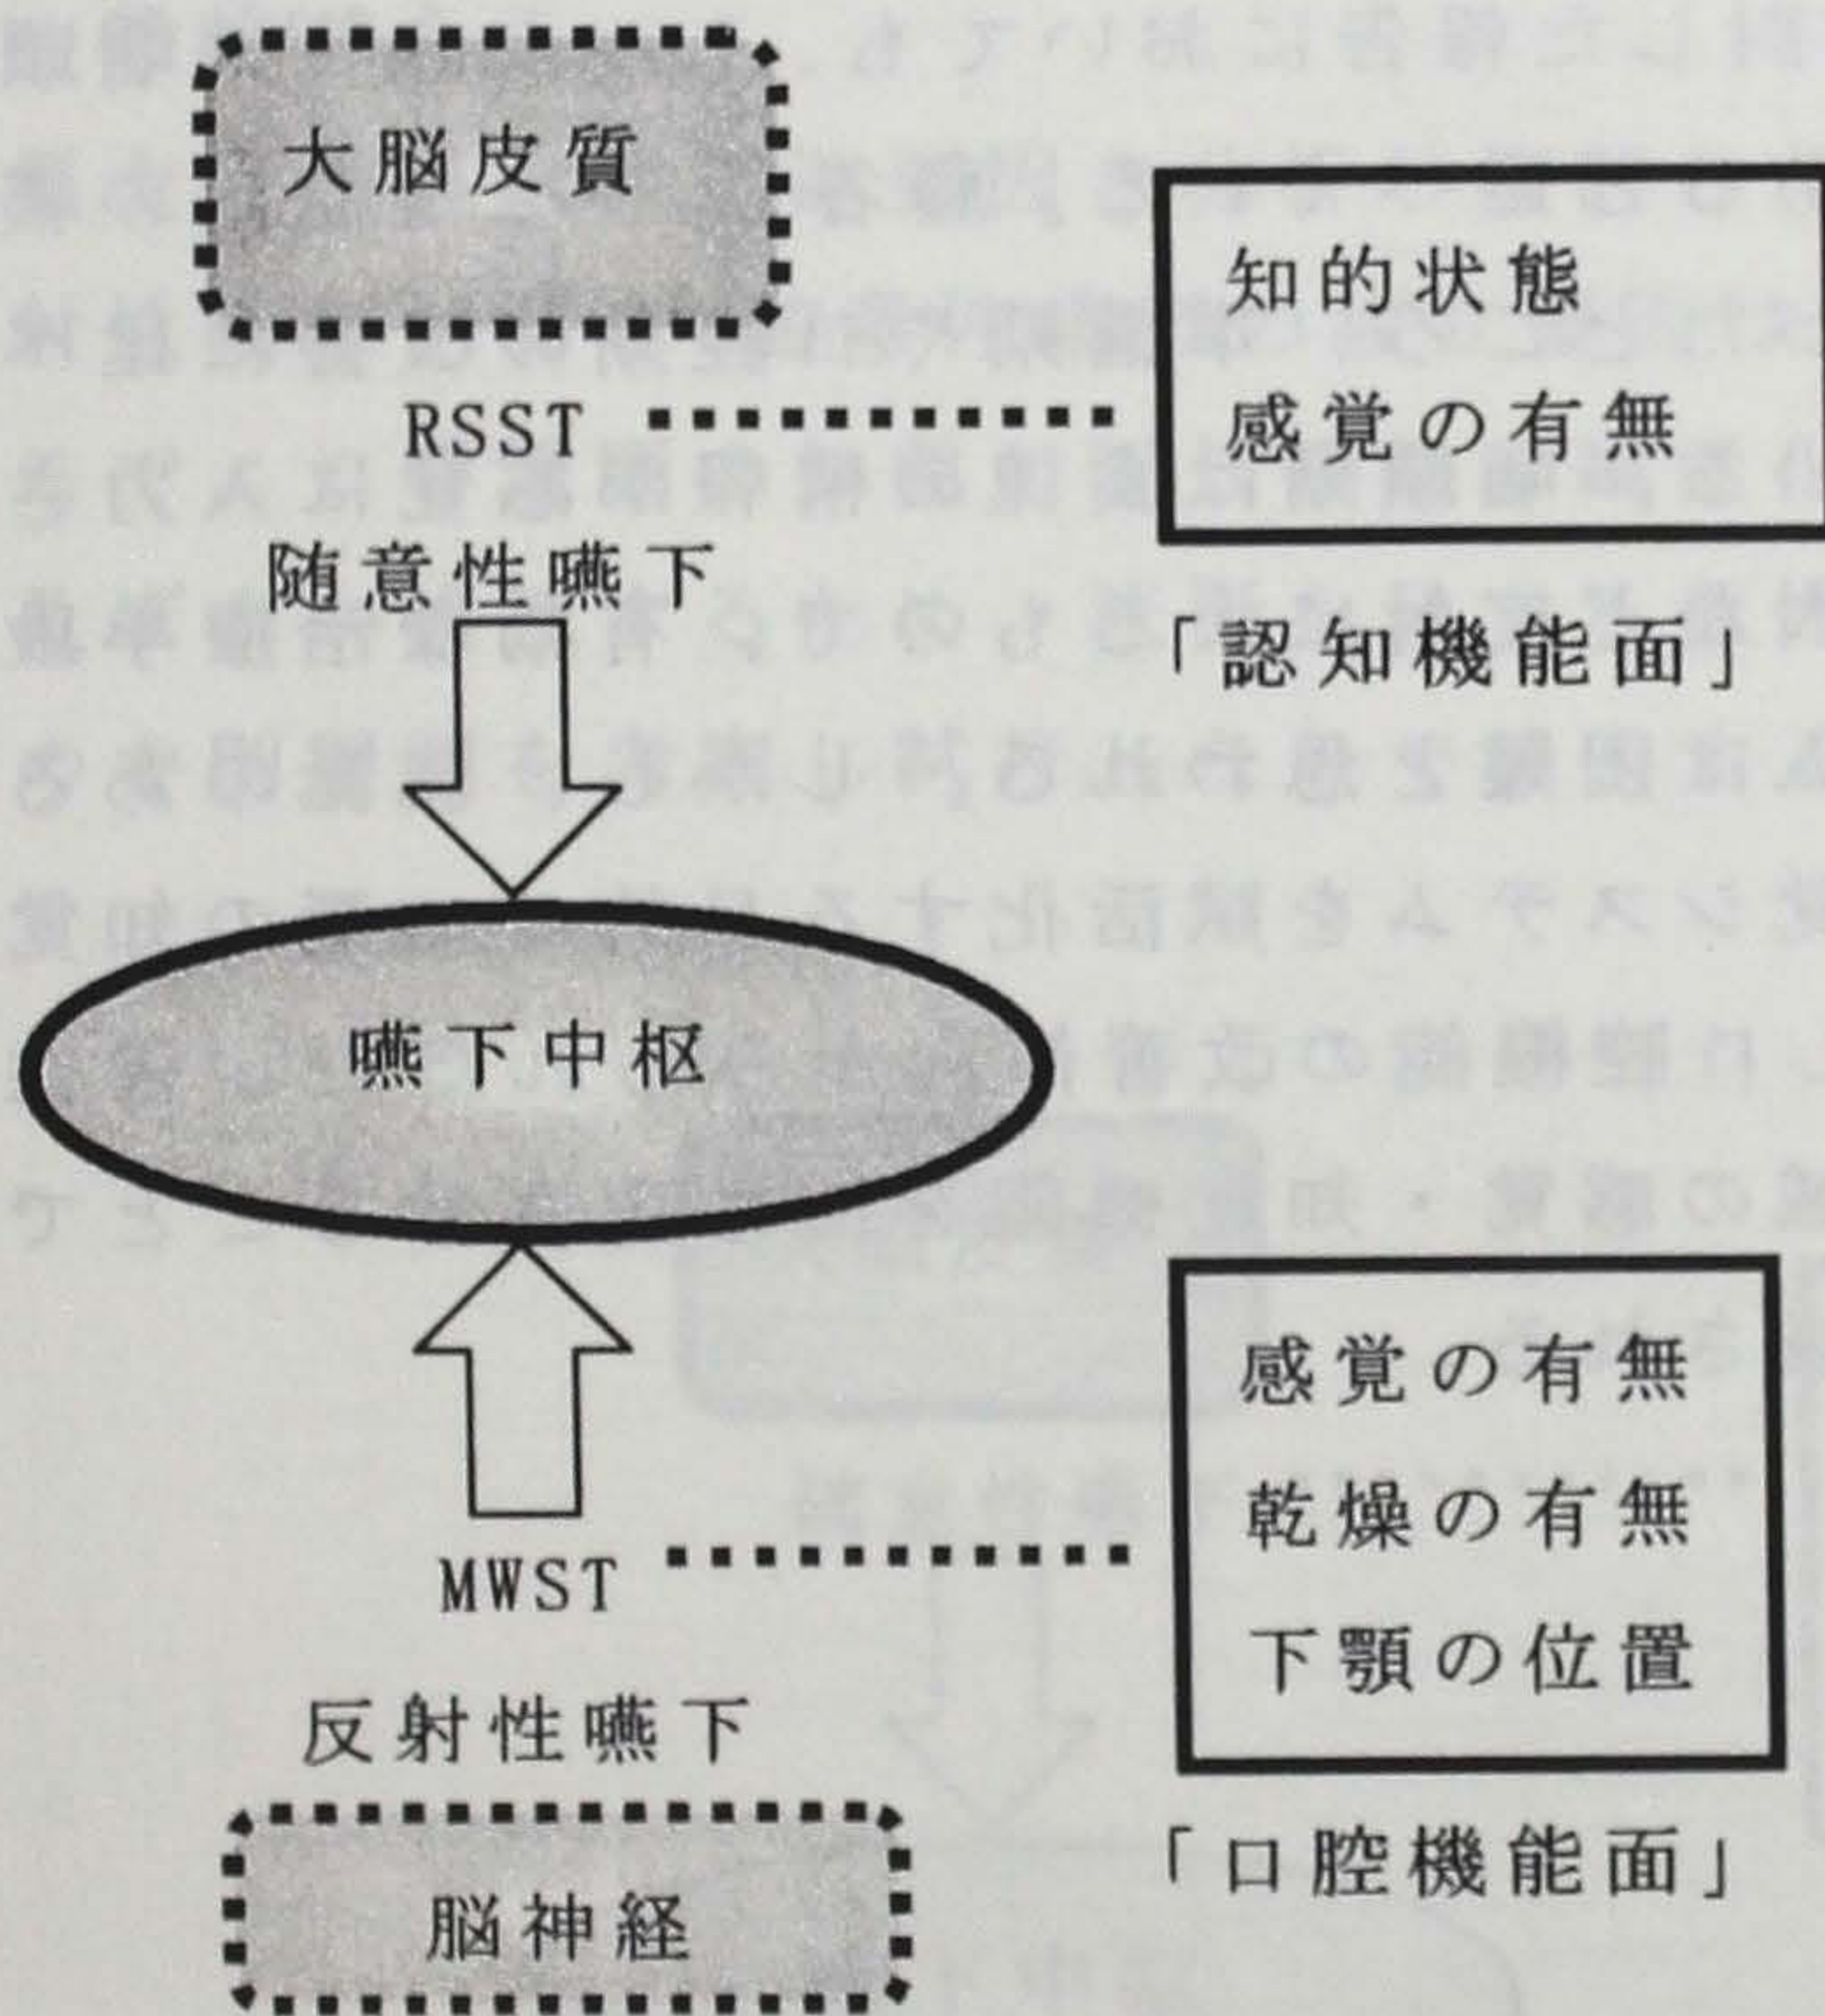 大脳皮質
RSST
知的状態
感覚の有無
「認知機能面」
随意性嚥下
嚥下中枢
MWST
感覚の有無
乾燥の有無
下顎の位置
「口腔機能面」
反射性嚥下
脳神経